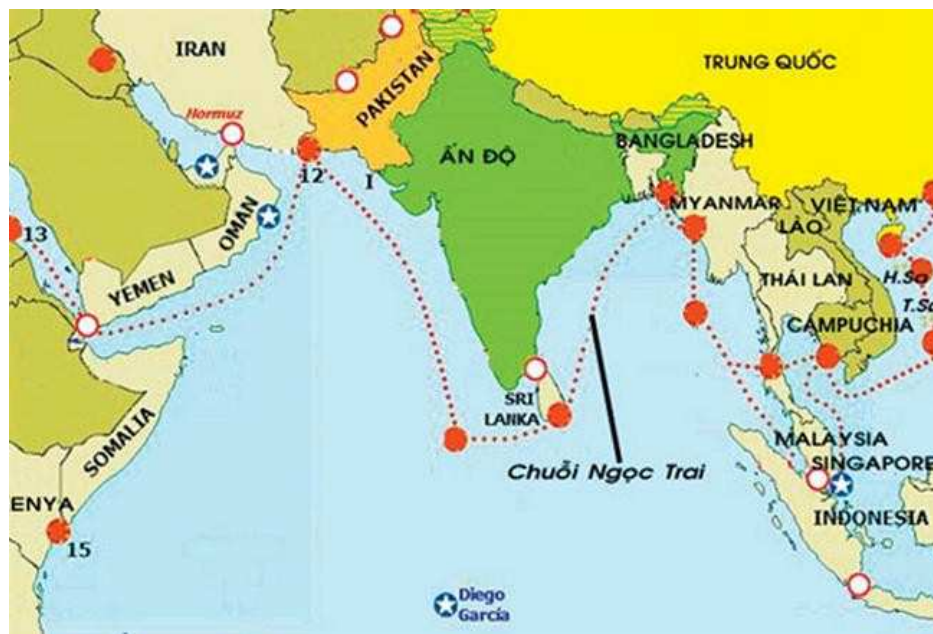 IRAN
TRUNG QUỐC
PAKISTAN
Hormuz
BANGLADESH
ẤN ĐỘ
12
I
MYANMAR
VIỆT NAM
LÀO
OMAN
13
H.Sa
THÁI LAN
YEMEN
T.Sa
CAMPUCHIA
SRI
LANKA
SOMALIA
MALAYSIA
SINGAPORE
Chuỗi Ngọc Trai
ENYA
INDONESIA
15
Diego
García